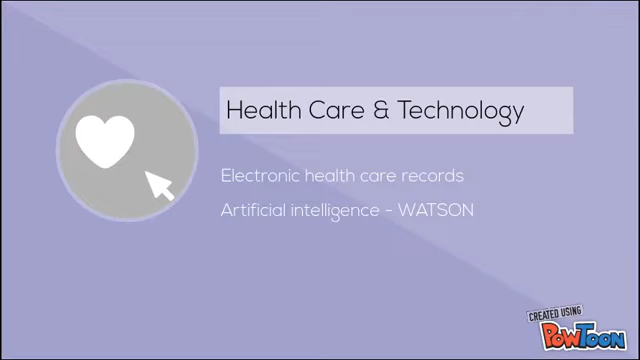 Health Care & Technology
Electronic health care records
Artificial intelligence - WATSON
CREATED USING
POWTOON